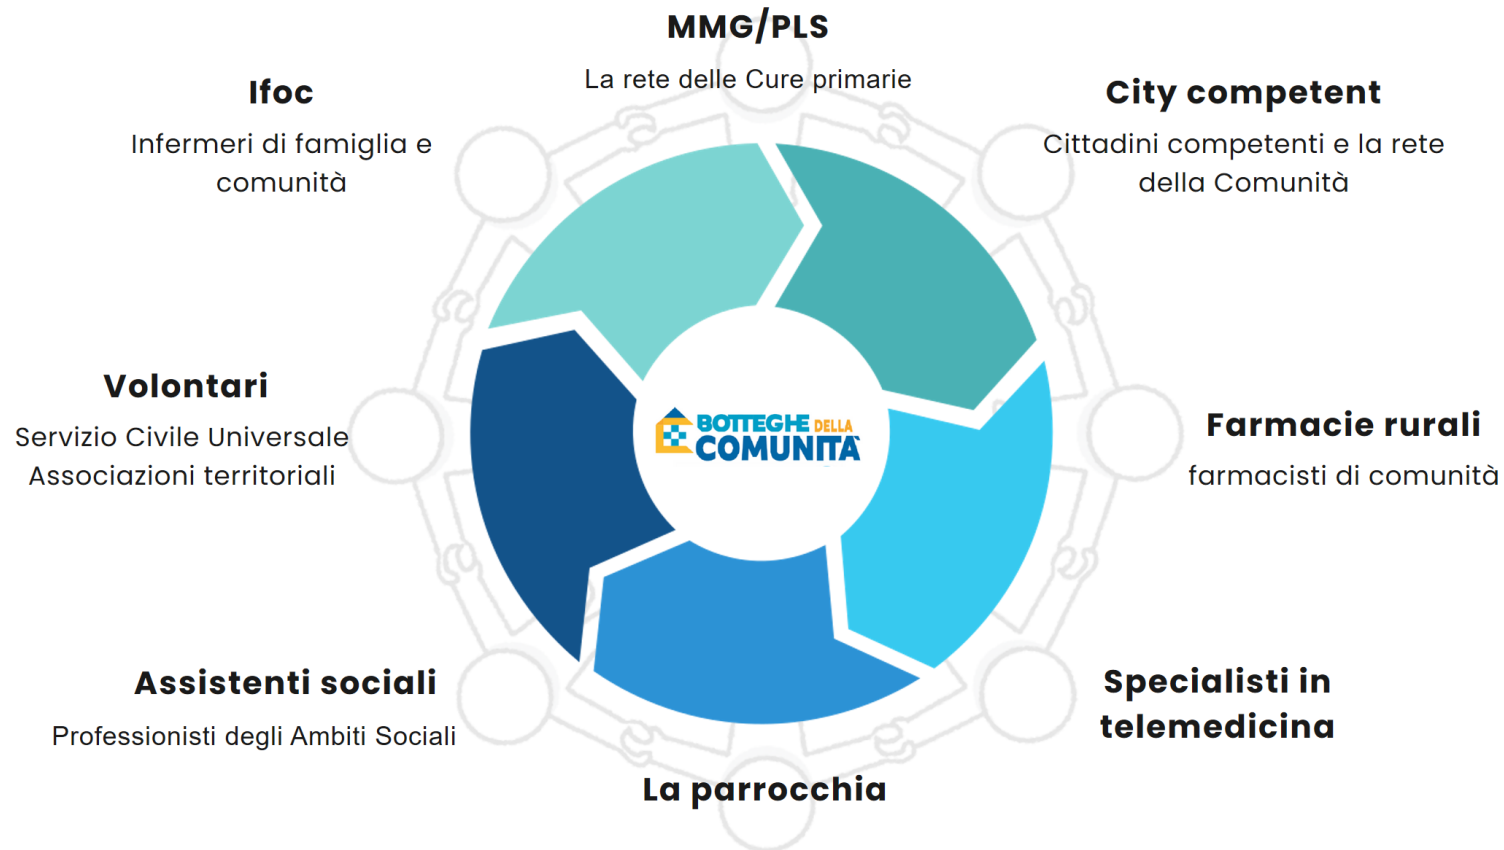 MMG/PLS
La rete delle Cure primarie
Ifoc
Infermeri di famiglia e
comunità
City competent
Cittadini competenti e la rete
della Comunità
Volontari
Servizio Civile Universale
Associazioni territoriali
BOTTEGHE DELLA
COMUNITÀ
Farmacie rurali
farmacisti di comunità
Assistenti sociali
Professionisti degli Ambiti Sociali
Specialisti in
telemedicina
La parrocchia